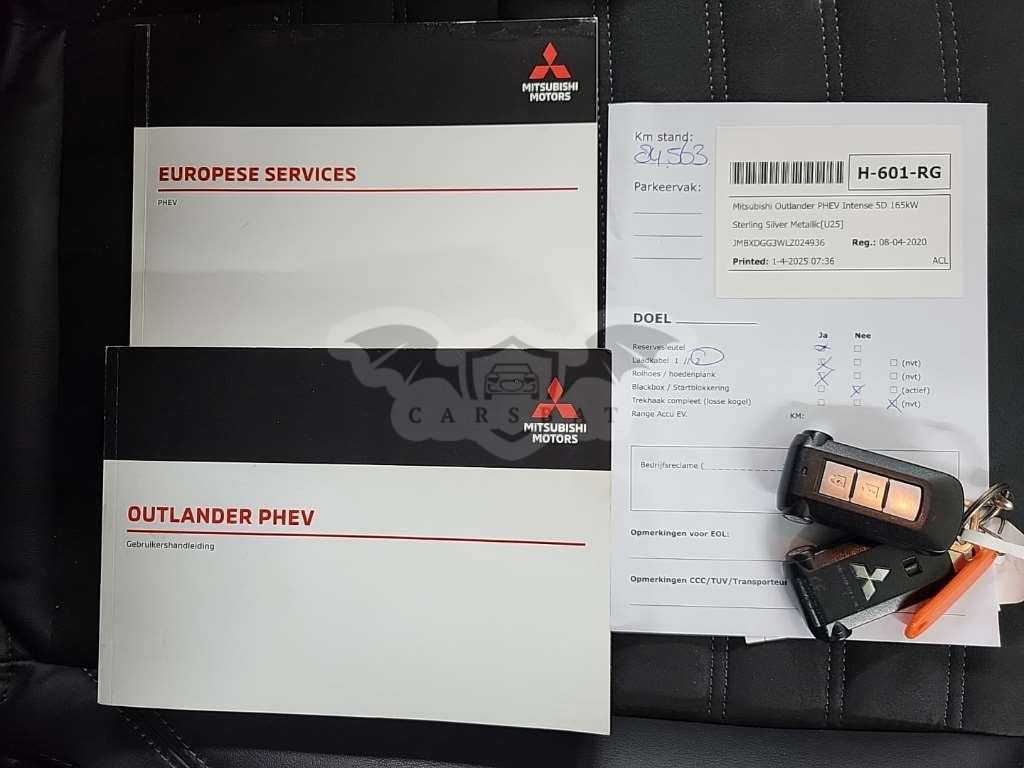 MITSUBISHI
MOTORS
EUROPESE SERVICES
PHEV
MITSUBISHI
MOTORS
OUTLANDER PHEV
Gebruikershandleiding
CARSBAT
Km stand:
84.563
Parkeervak:
H-601-RG
Mitsubishi Outlander PHEV Intense 5D 165kW
Sterling Silver Metallic[U25]
JMBXDGG3WLZ024936 Reg.: 08-04-2020
Printed: 1-4-2025 07:36 ACL
DOEL
Ja Nee
Reservesleutel
Laadkabel 1 / 2 (nvt)
Rolhoes / hoedenplank (nvt)
Blackbox / Startblokkering (actief)
Trekhaak compleet (losse kogel) (nvt)
Range Accu EV. KM:
Bedrijfsreclame (
Opmerkingen voor EOL:
Opmerkingen CCC/TUV/Transporteur